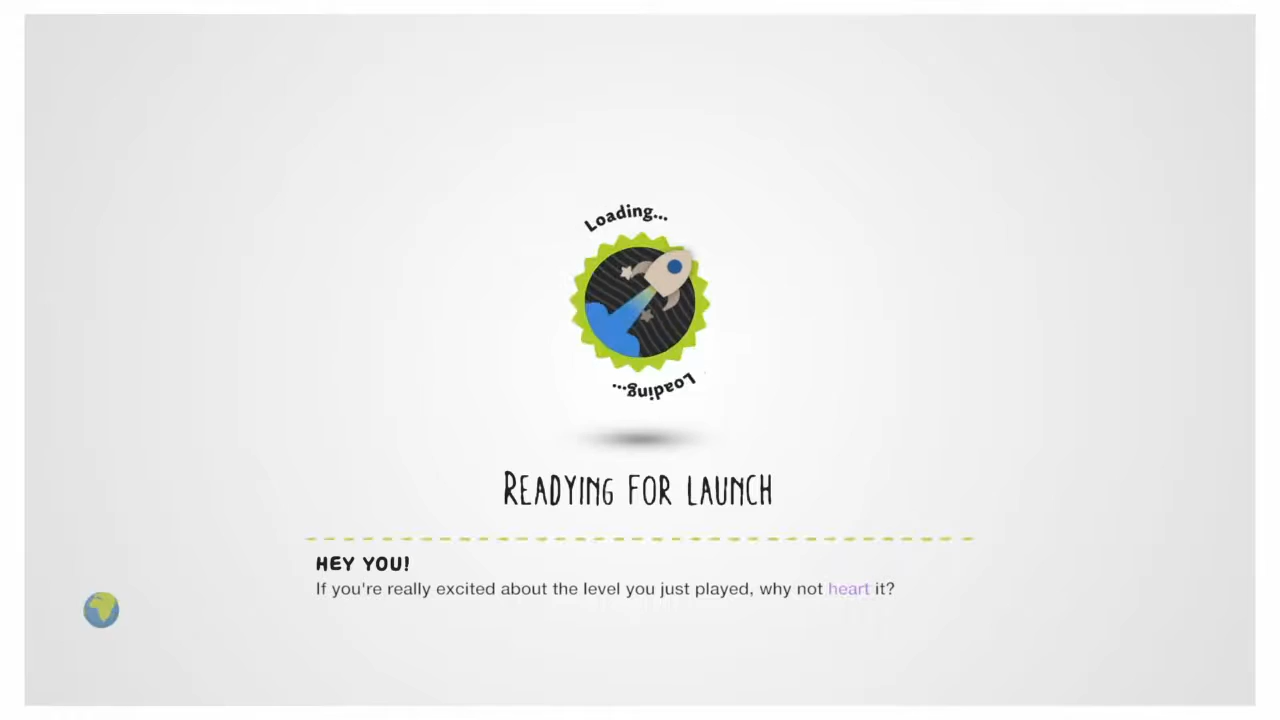 Loading...
Loading...
READYING FOR LAUNCH
HEY YOU!
If you're really excited about the level you just played, why not heart it?